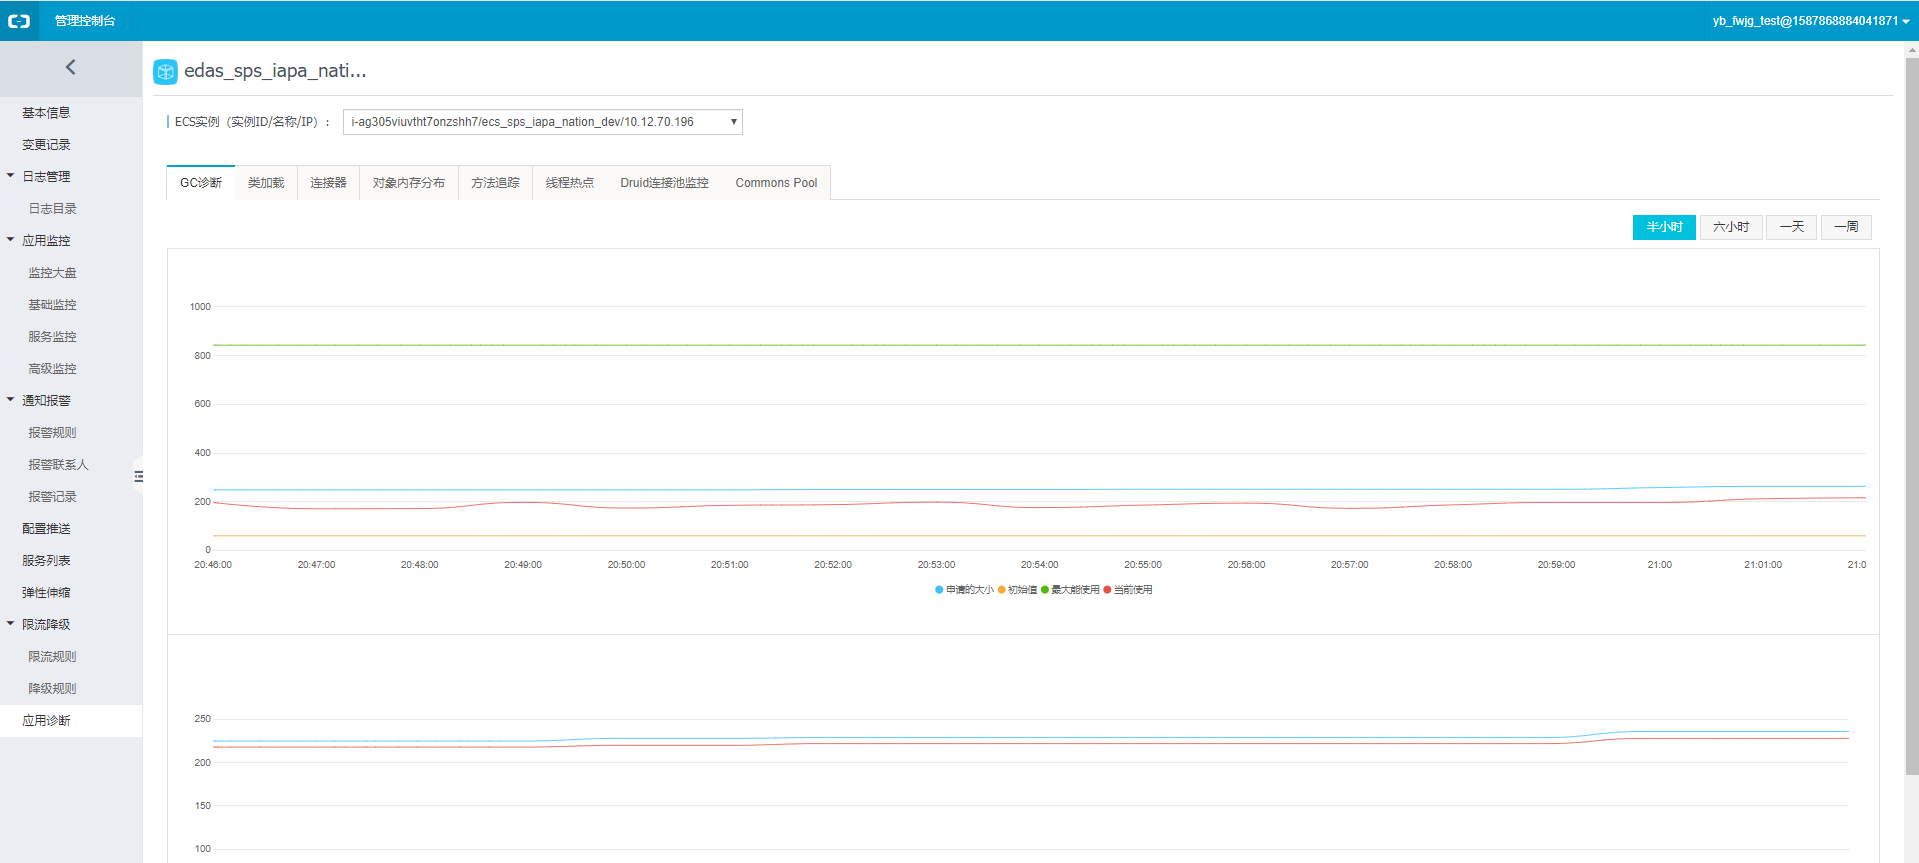 管理控制台
yb_fwjg_test@1587868884041871
基本信息
变更记录
日志管理
日志目录
应用监控
监控大盘
基础监控
服务监控
高级监控
通知报警
报警规则
报警联系人
报警记录
配置推送
服务列表
弹性伸缩
限流降级
限流规则
降级规则
应用诊断
edas_sps_iapa_nati...
ECS实例（实例ID/名称/IP）：
i-ag305viuvtht7onzshh7/ecs_sps_iapa_nation_dev/10.12.70.196
GC诊断 类加载 连接器 对象内存分布 方法追踪 线程热点 Druid连接池监控 Commons Pool
半小时 六小时 一天 一周
1000
800
600
400
200
0
20:46:00 20:47:00 20:48:00 20:49:00 20:50:00 20:51:00 20:52:00 20:53:00 20:54:00 20:55:00 20:56:00 20:57:00 20:58:00 20:59:00 21:00 21:01:00 21:0
申请的大小 初始值 最大能使用 当前使用
250
200
150
100